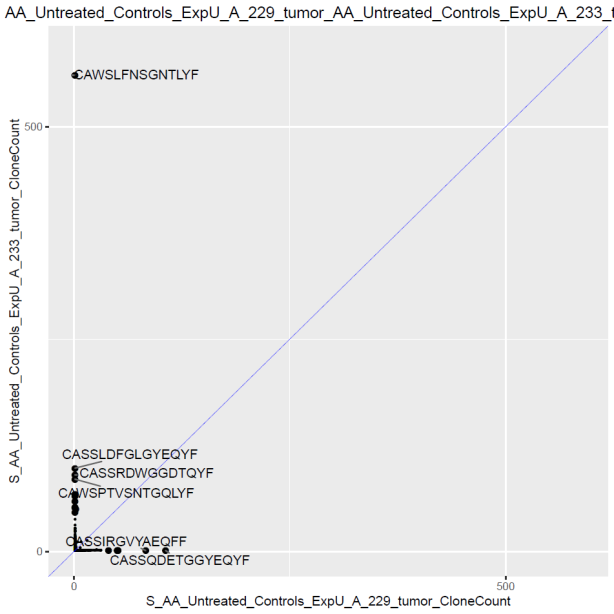 AA_Untreated_Controls_ExpU_A_229_tumor_AA_Untreated_Controls_ExpU_A_233_t
CAWSLFNSGNTLYF
500
S_AA_Untreated_Controls_ExpU_A_233_tumor_CloneCount
CASSLDFGLGYEQYF
CASSRDWGGDTQYF
CAWSPTVSNTGQLYF
CASSIRGVYAEQFF
0
CASSQDETGGYEQYF
0
500
S_AA_Untreated_Controls_ExpU_A_229_tumor_CloneCount